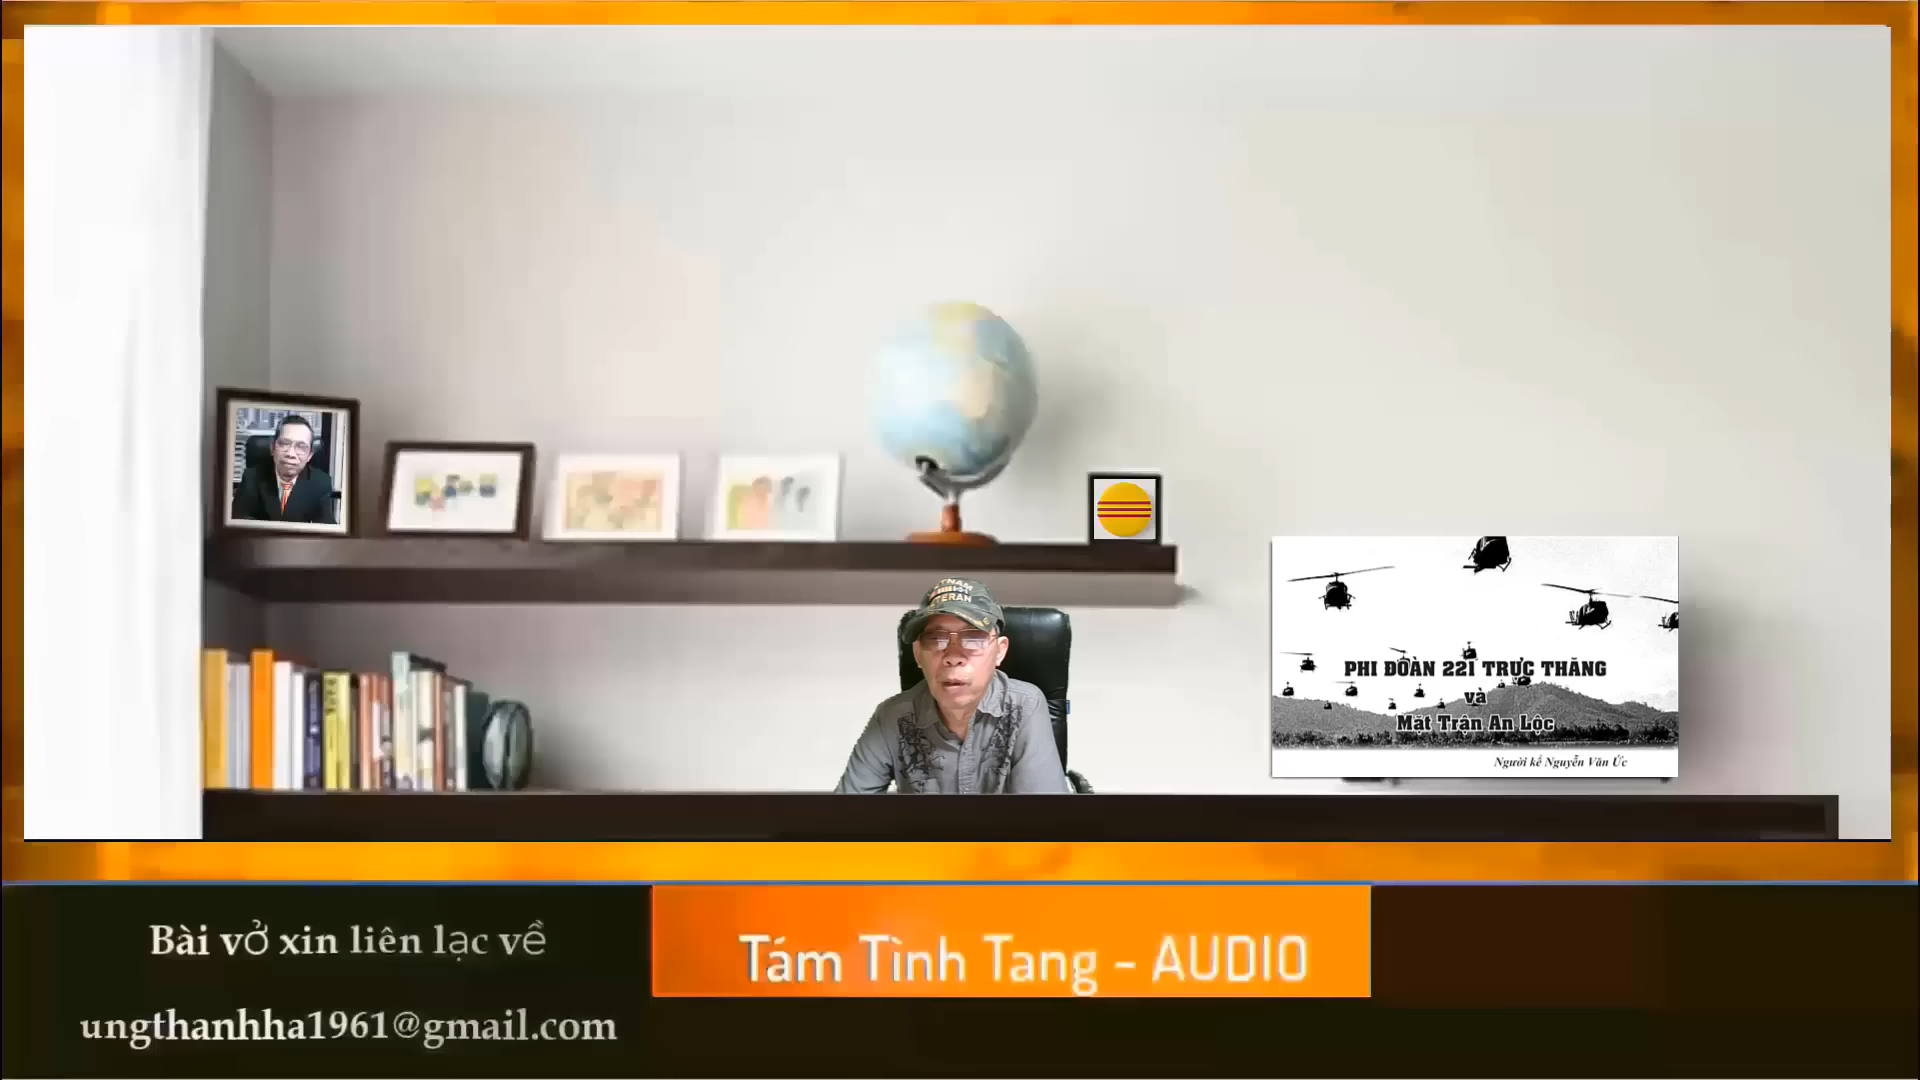 VETERAN
PHI ĐOÀN 221 TRỰC THĂNG
và
Mặt Trận An Lộc
Người kể Nguyễn Văn Ức
Bài vở xin liên lạc về
ungthanhha1961@gmail.com
Tám Tình Tang - AUDIO